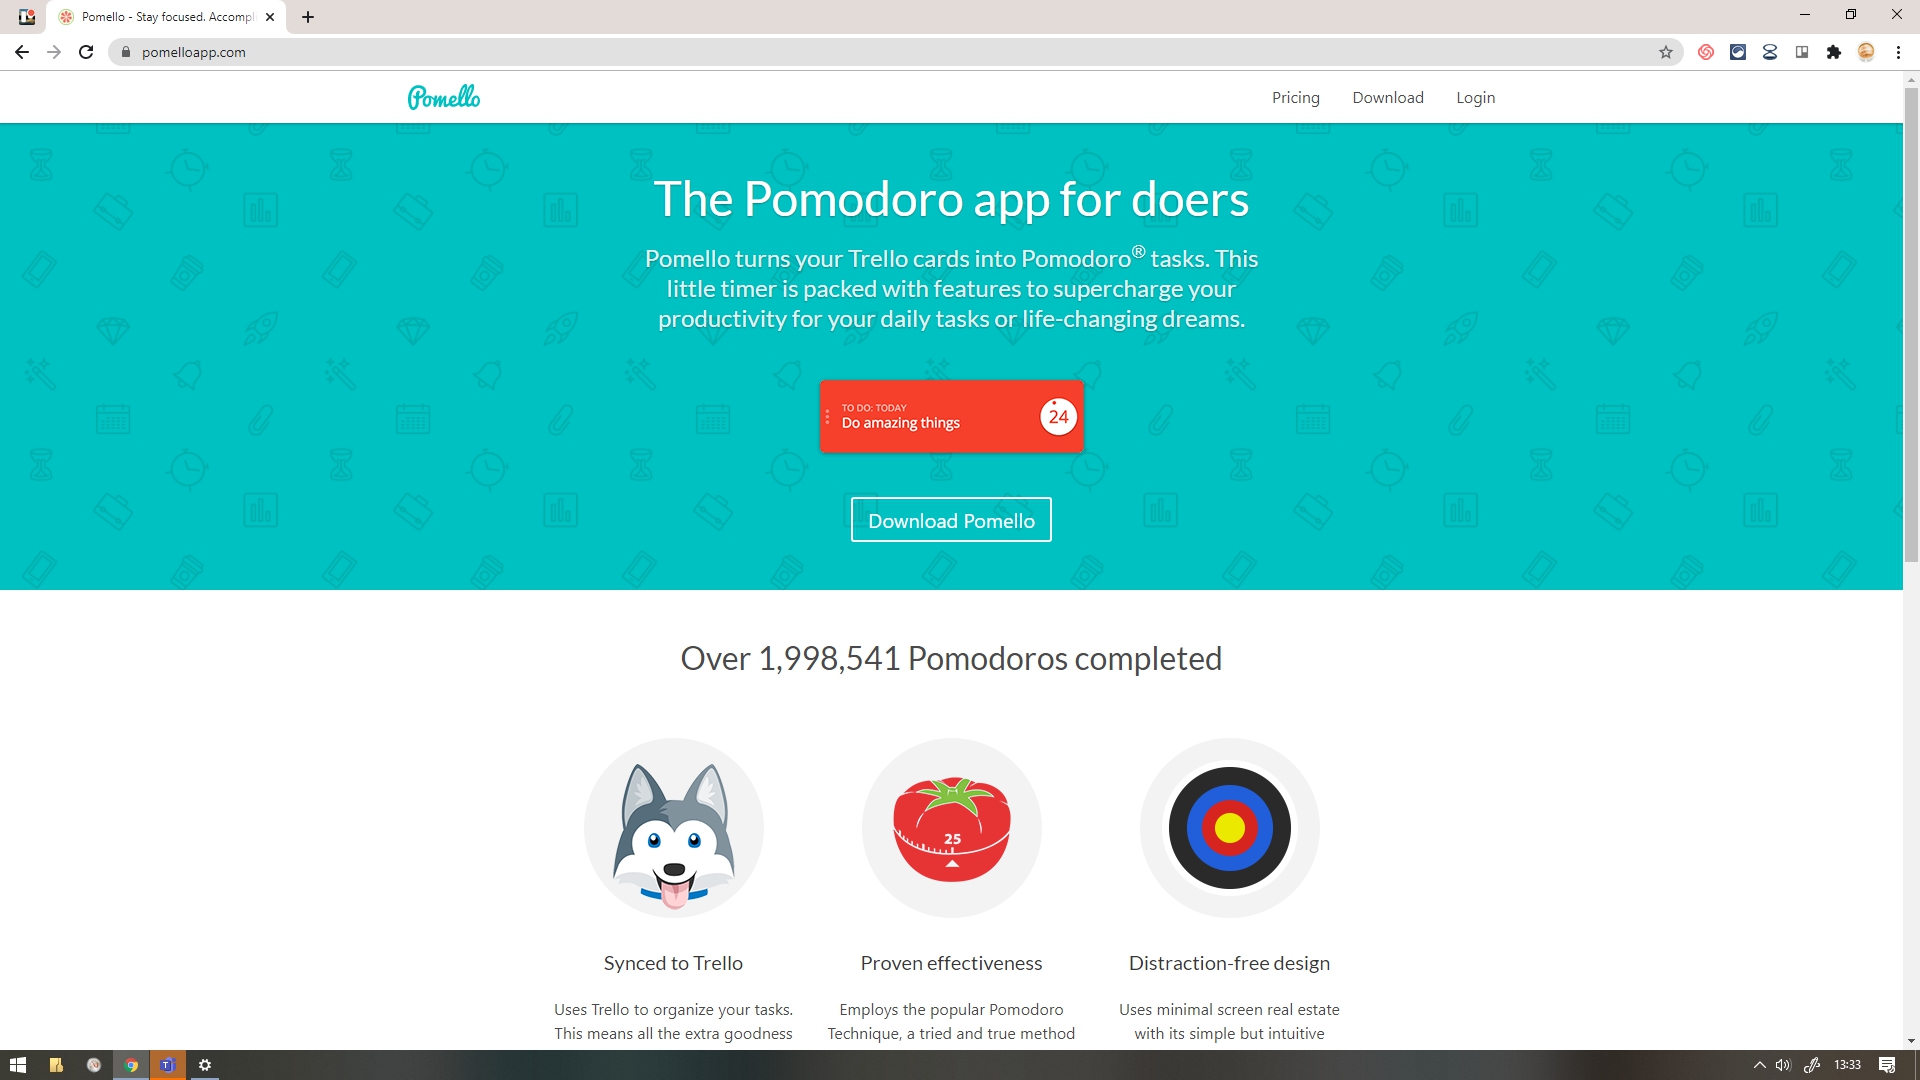 Pomello - Stay focused. Accompl
pomelloapp.com
Pomello
Pricing
Download
Login
The Pomodoro app for doers
Pomello turns your Trello cards into Pomodoro® tasks. This
little timer is packed with features to supercharge your
productivity for your daily tasks or life-changing dreams.
TO DO: TODAY
Do amazing things
24
Download Pomello
Over 1,998,541 Pomodoros completed
25
Synced to Trello
Uses Trello to organize your tasks.
This means all the extra goodness
Proven effectiveness
Employs the popular Pomodoro
Technique, a tried and true method
Distraction-free design
Uses minimal screen real estate
with its simple but intuitive
13:33